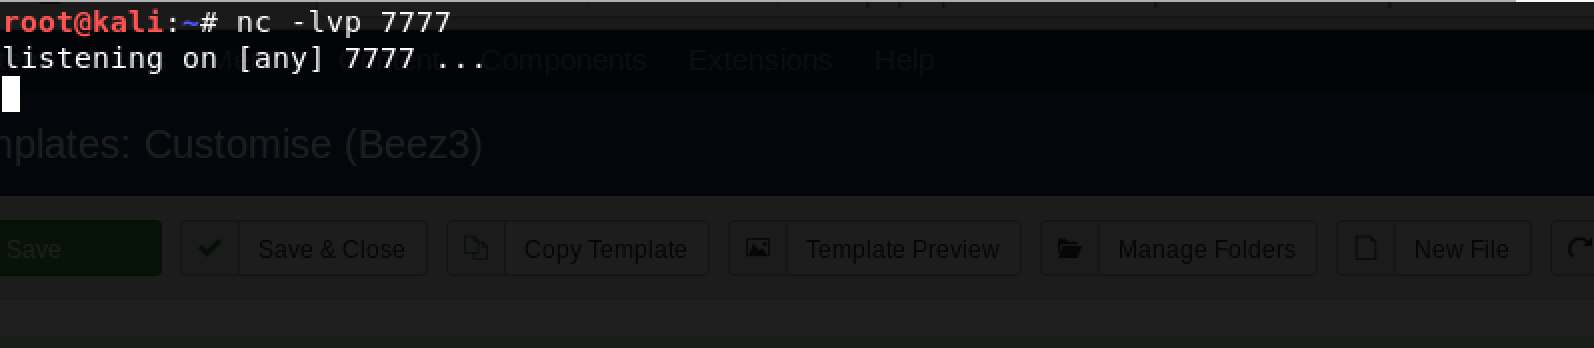 root@kali:~# nc -lvp 7777
listening on [any] 7777 ...
Components Extensions Help
mplates: Customise (Beez3)
Save Save & Close Copy Template Template Preview Manage Folders New File